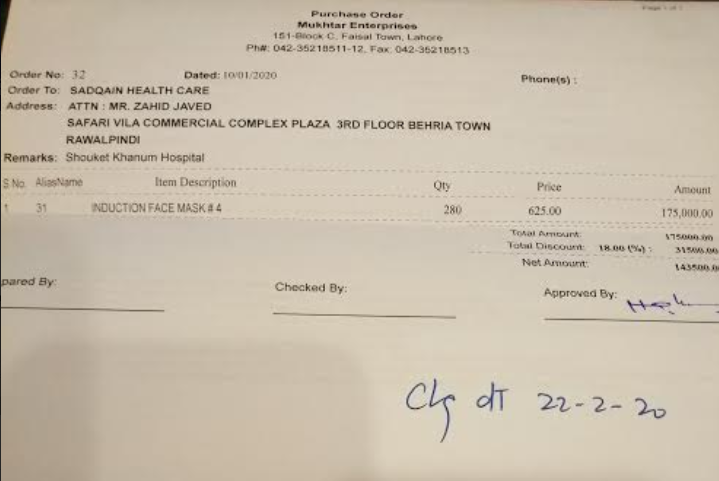 Page 1 of 1
Purchase Order
Mukhtar Enterprises
151-Block C, Faisal Town, Lahore
Ph#: 042-35218511-12, Fax: 042-35218513
Order No: 32 Dated: 10/01/2020 Phone(s) :
Order To: SADQAIN HEALTH CARE
Address: ATTN : MR. ZAHID JAVED
SAFARI VILA COMMERCIAL COMPLEX PLAZA 3RD FLOOR BEHRIA TOWN
RAWALPINDI
Remarks: Shouket Khanum Hospital
S No. AliasName Item Description Qty Price Amount
1 31 INDUCTION FACE MASK # 4 280 625.00 175,000.00
Total Amount: 175000.00
Total Discount: 18.00 (%) : 31500.00
Net Amount: 143500.0
pared By: Checked By: Approved By:
Chq dT 22-2-20